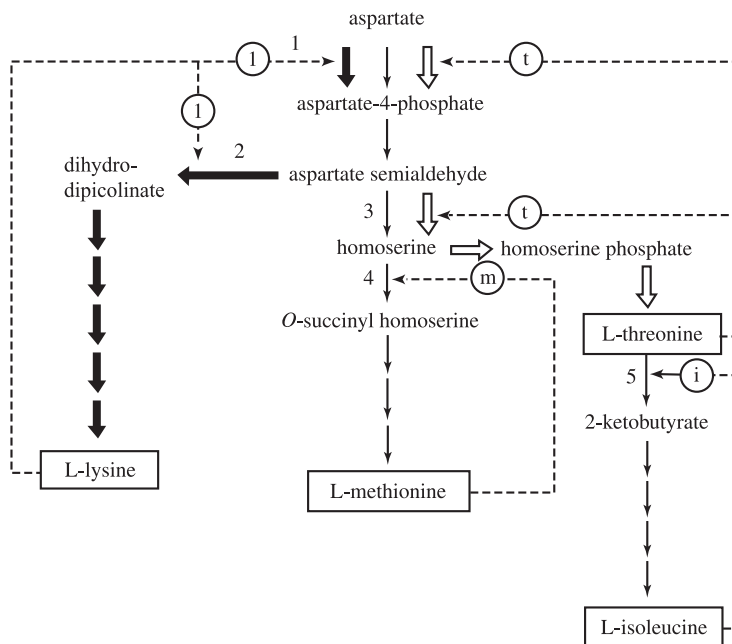 aspartate
1
1
t
aspartate-4-phosphate
1
dihydro-
dipicolinate
2
aspartate semialdehyde
3
t
homoserine
homoserine phosphate
4
m
O-succinyl homoserine
L-threonine
5
i
2-ketobutyrate
L-lysine
L-methionine
L-isoleucine